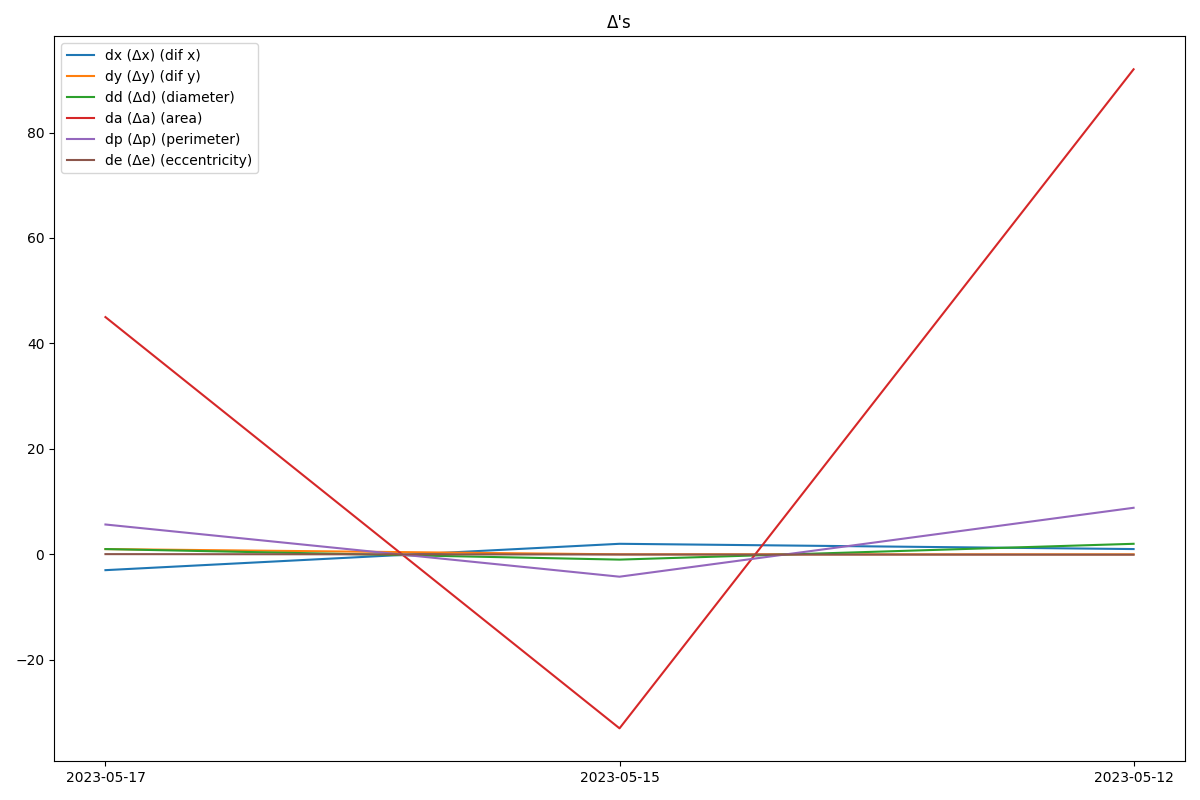 Δ's
dx (Δx) (dif x)
dy (Δy) (dif y)
dd (Δd) (diameter)
da (Δa) (area)
dp (Δp) (perimeter)
de (Δe) (eccentricity)
80
60
40
20
0
−20
2023-05-17 2023-05-15 2023-05-12